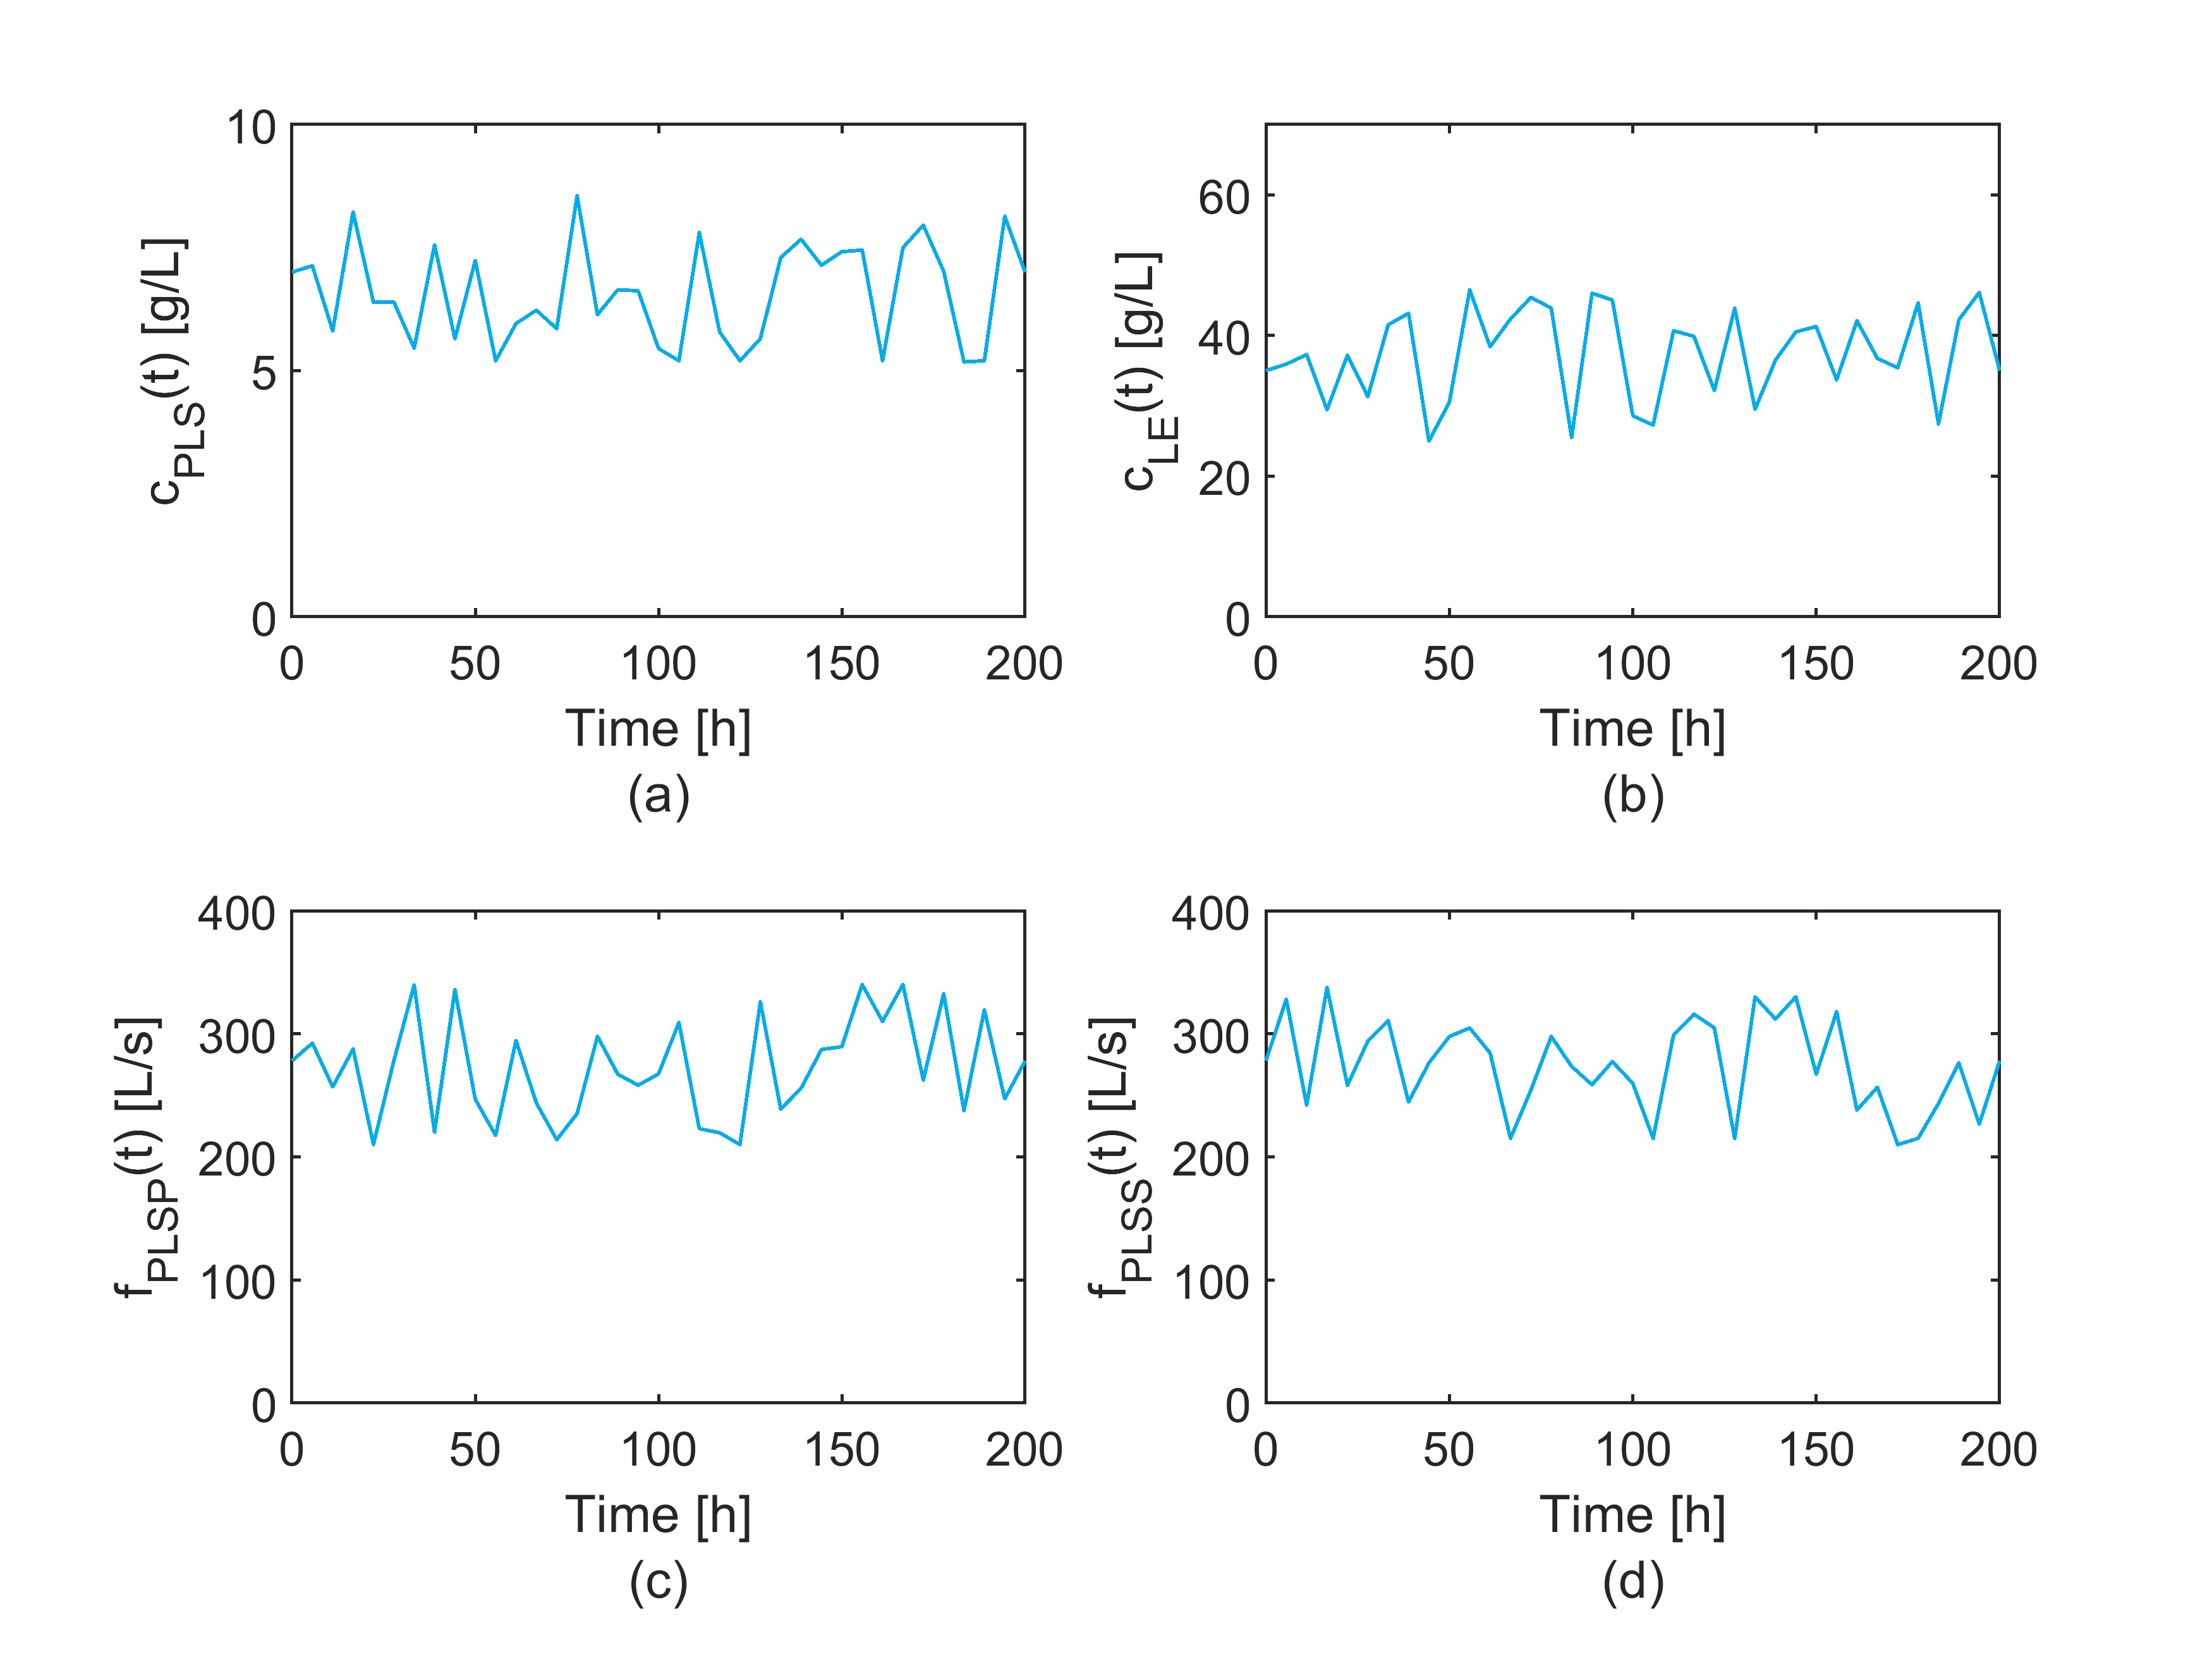 10
5
0
c_PLS(t) [g/L]
0 50 100 150 200
Time [h]
(a)
60
40
20
0
c_LE(t) [g/L]
0 50 100 150 200
Time [h]
(b)
400
300
200
100
0
f_PLSP(t) [L/s]
0 50 100 150 200
Time [h]
(c)
400
300
200
100
0
f_PLSS(t) [L/s]
0 50 100 150 200
Time [h]
(d)